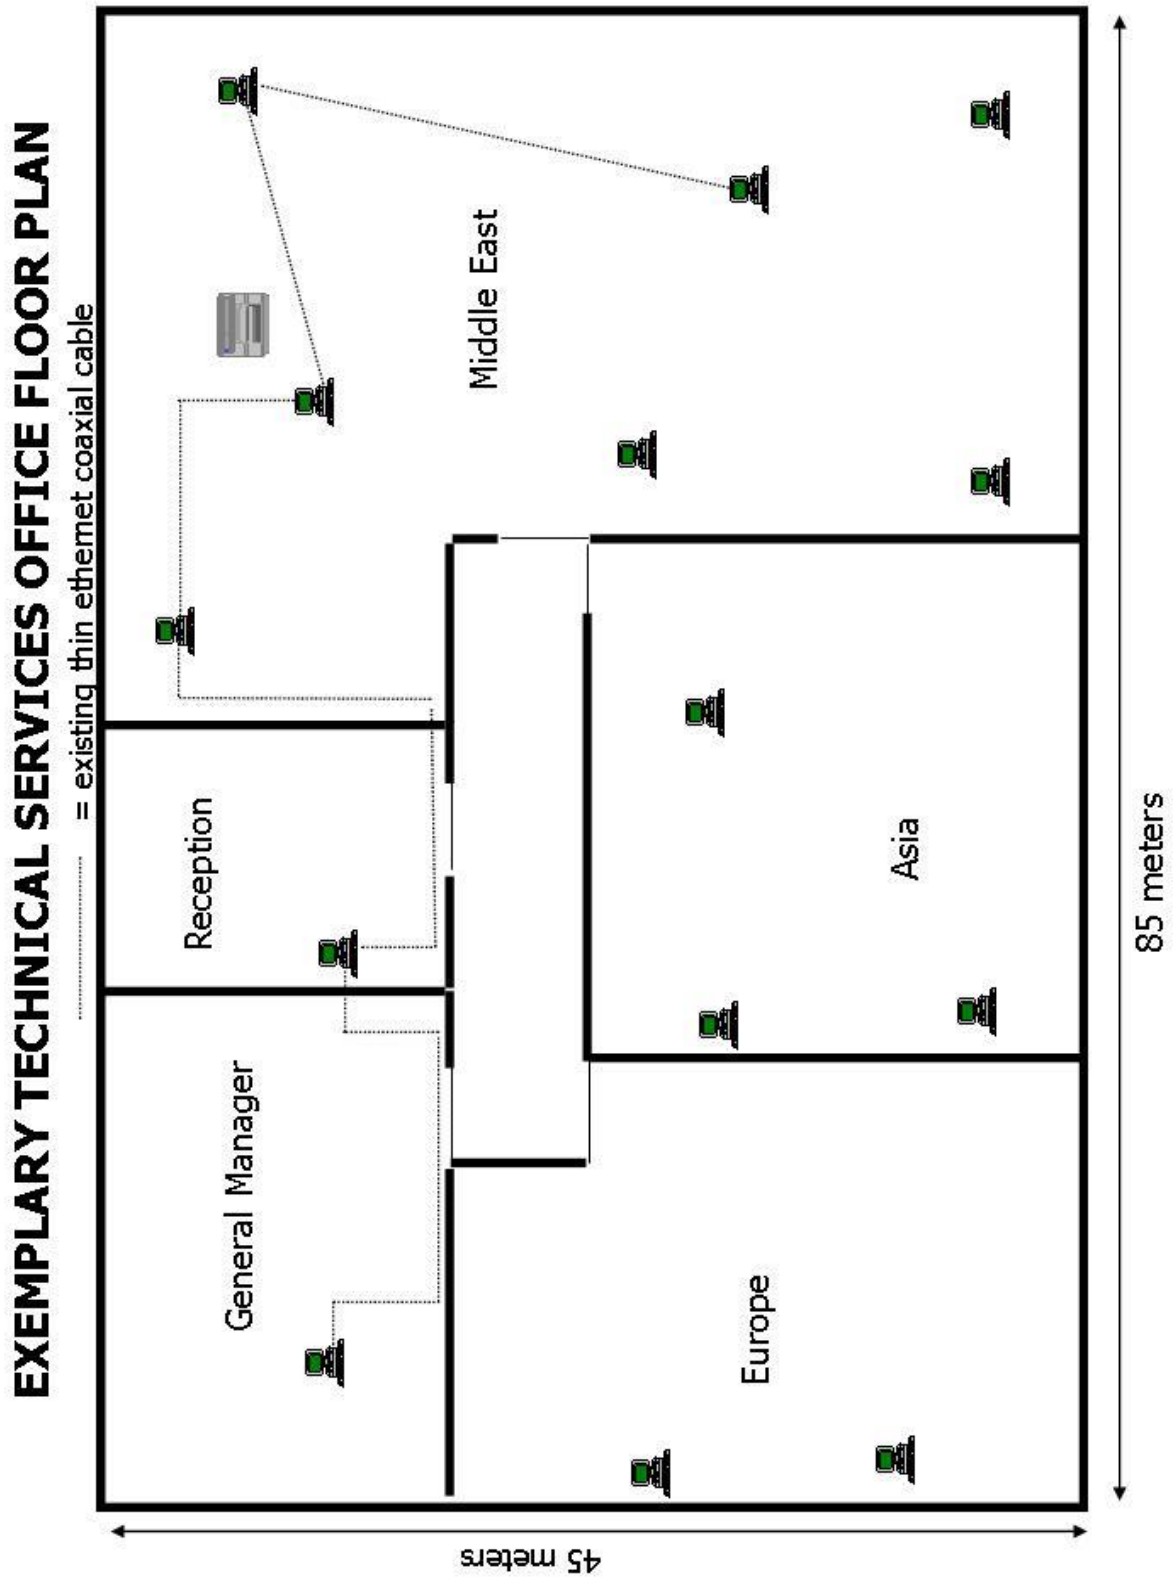 EXEMPLARY TECHNICAL SERVICES OFFICE FLOOR PLAN
= existing thin ethernet coaxial cable
General Manager
Reception
Middle East
Europe
Asia
45 meters
85 meters